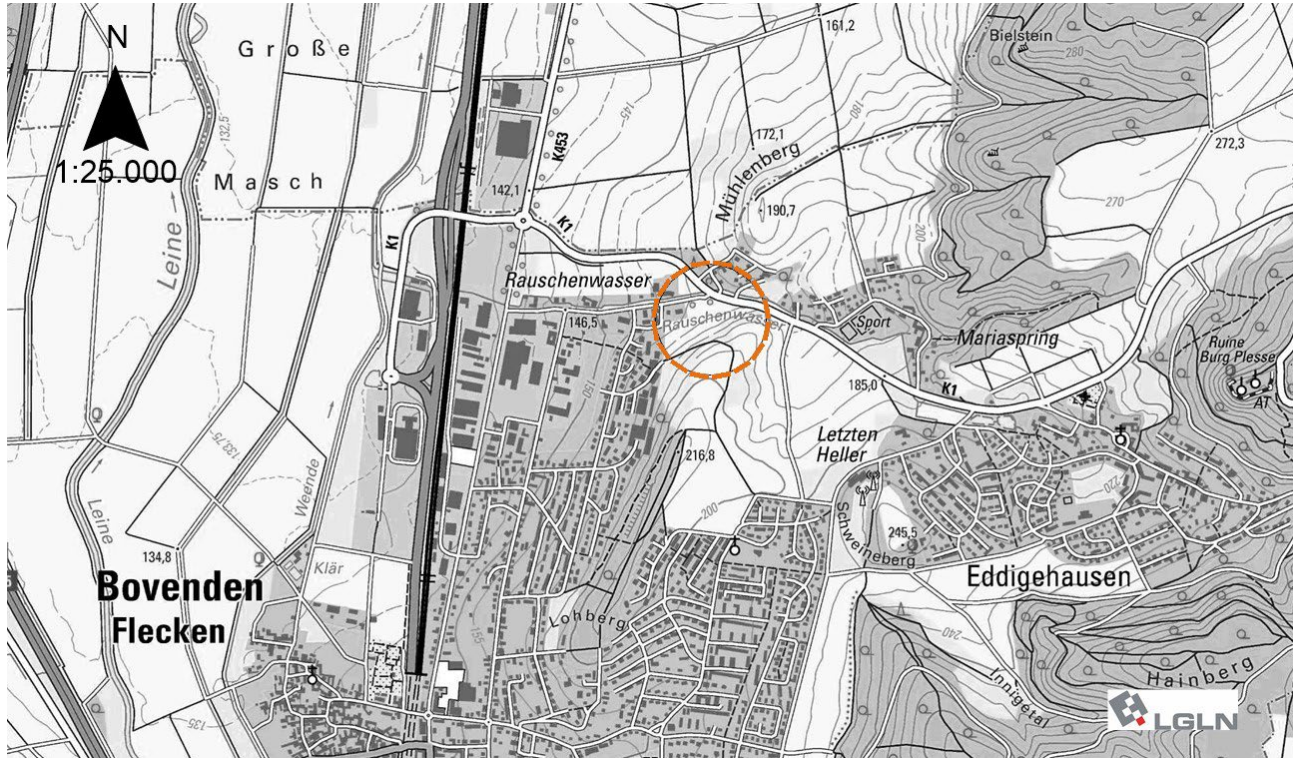 N
1:25.000
Große
Masch
132,5
Leine
K1
142,1
K453
K1
145
161,2
172,1
Mühlenberg
190,7
180
200
Bielstein
280
272,3
270
Rauschenwasser
146,5
Rauschenwasser
Sport
Mariaspring
185,0
K1
Ruine
Burg Plesse
AT
160
133,75
Weende
Leine
134,8
Klär
Bovenden
Flecken
135
155
216,8
200
Lohberg
Letzten
Heller
Schweineberg
245,5
220
Eddigehausen
240
Innigetal
Hainberg
LGLN